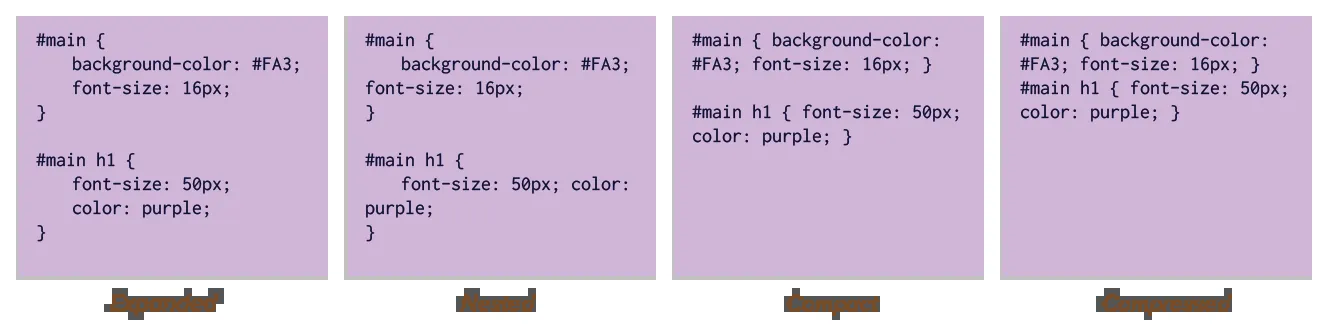 #main {
background-color: #FA3;
font-size: 16px;
}
#main h1 {
font-size: 50px;
color: purple;
}
#main {
background-color: #FA3;
font-size: 16px;
}
#main h1 {
font-size: 50px; color:
purple;
}
#main { background-color:
#FA3; font-size: 16px; }
#main h1 { font-size: 50px;
color: purple; }
#main { background-color:
#FA3; font-size: 16px; }
#main h1 { font-size: 50px;
color: purple; }
Expanded
Nested
Compact
Compressed